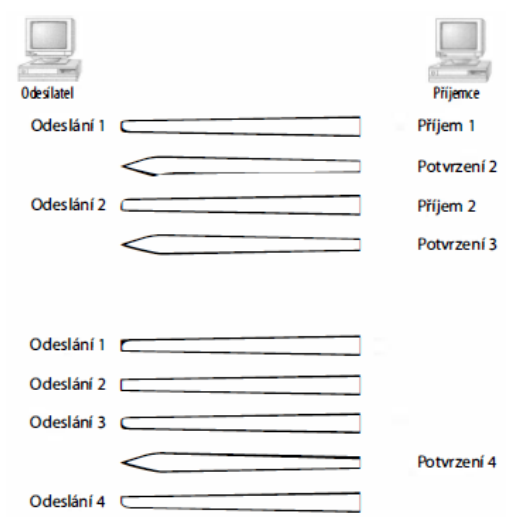 Odesílatel Příjemce
Odeslání 1 Příjem 1
Potvrzení 2
Odeslání 2 Příjem 2
Potvrzení 3
Odeslání 1
Odeslání 2
Odeslání 3
Potvrzení 4
Odeslání 4